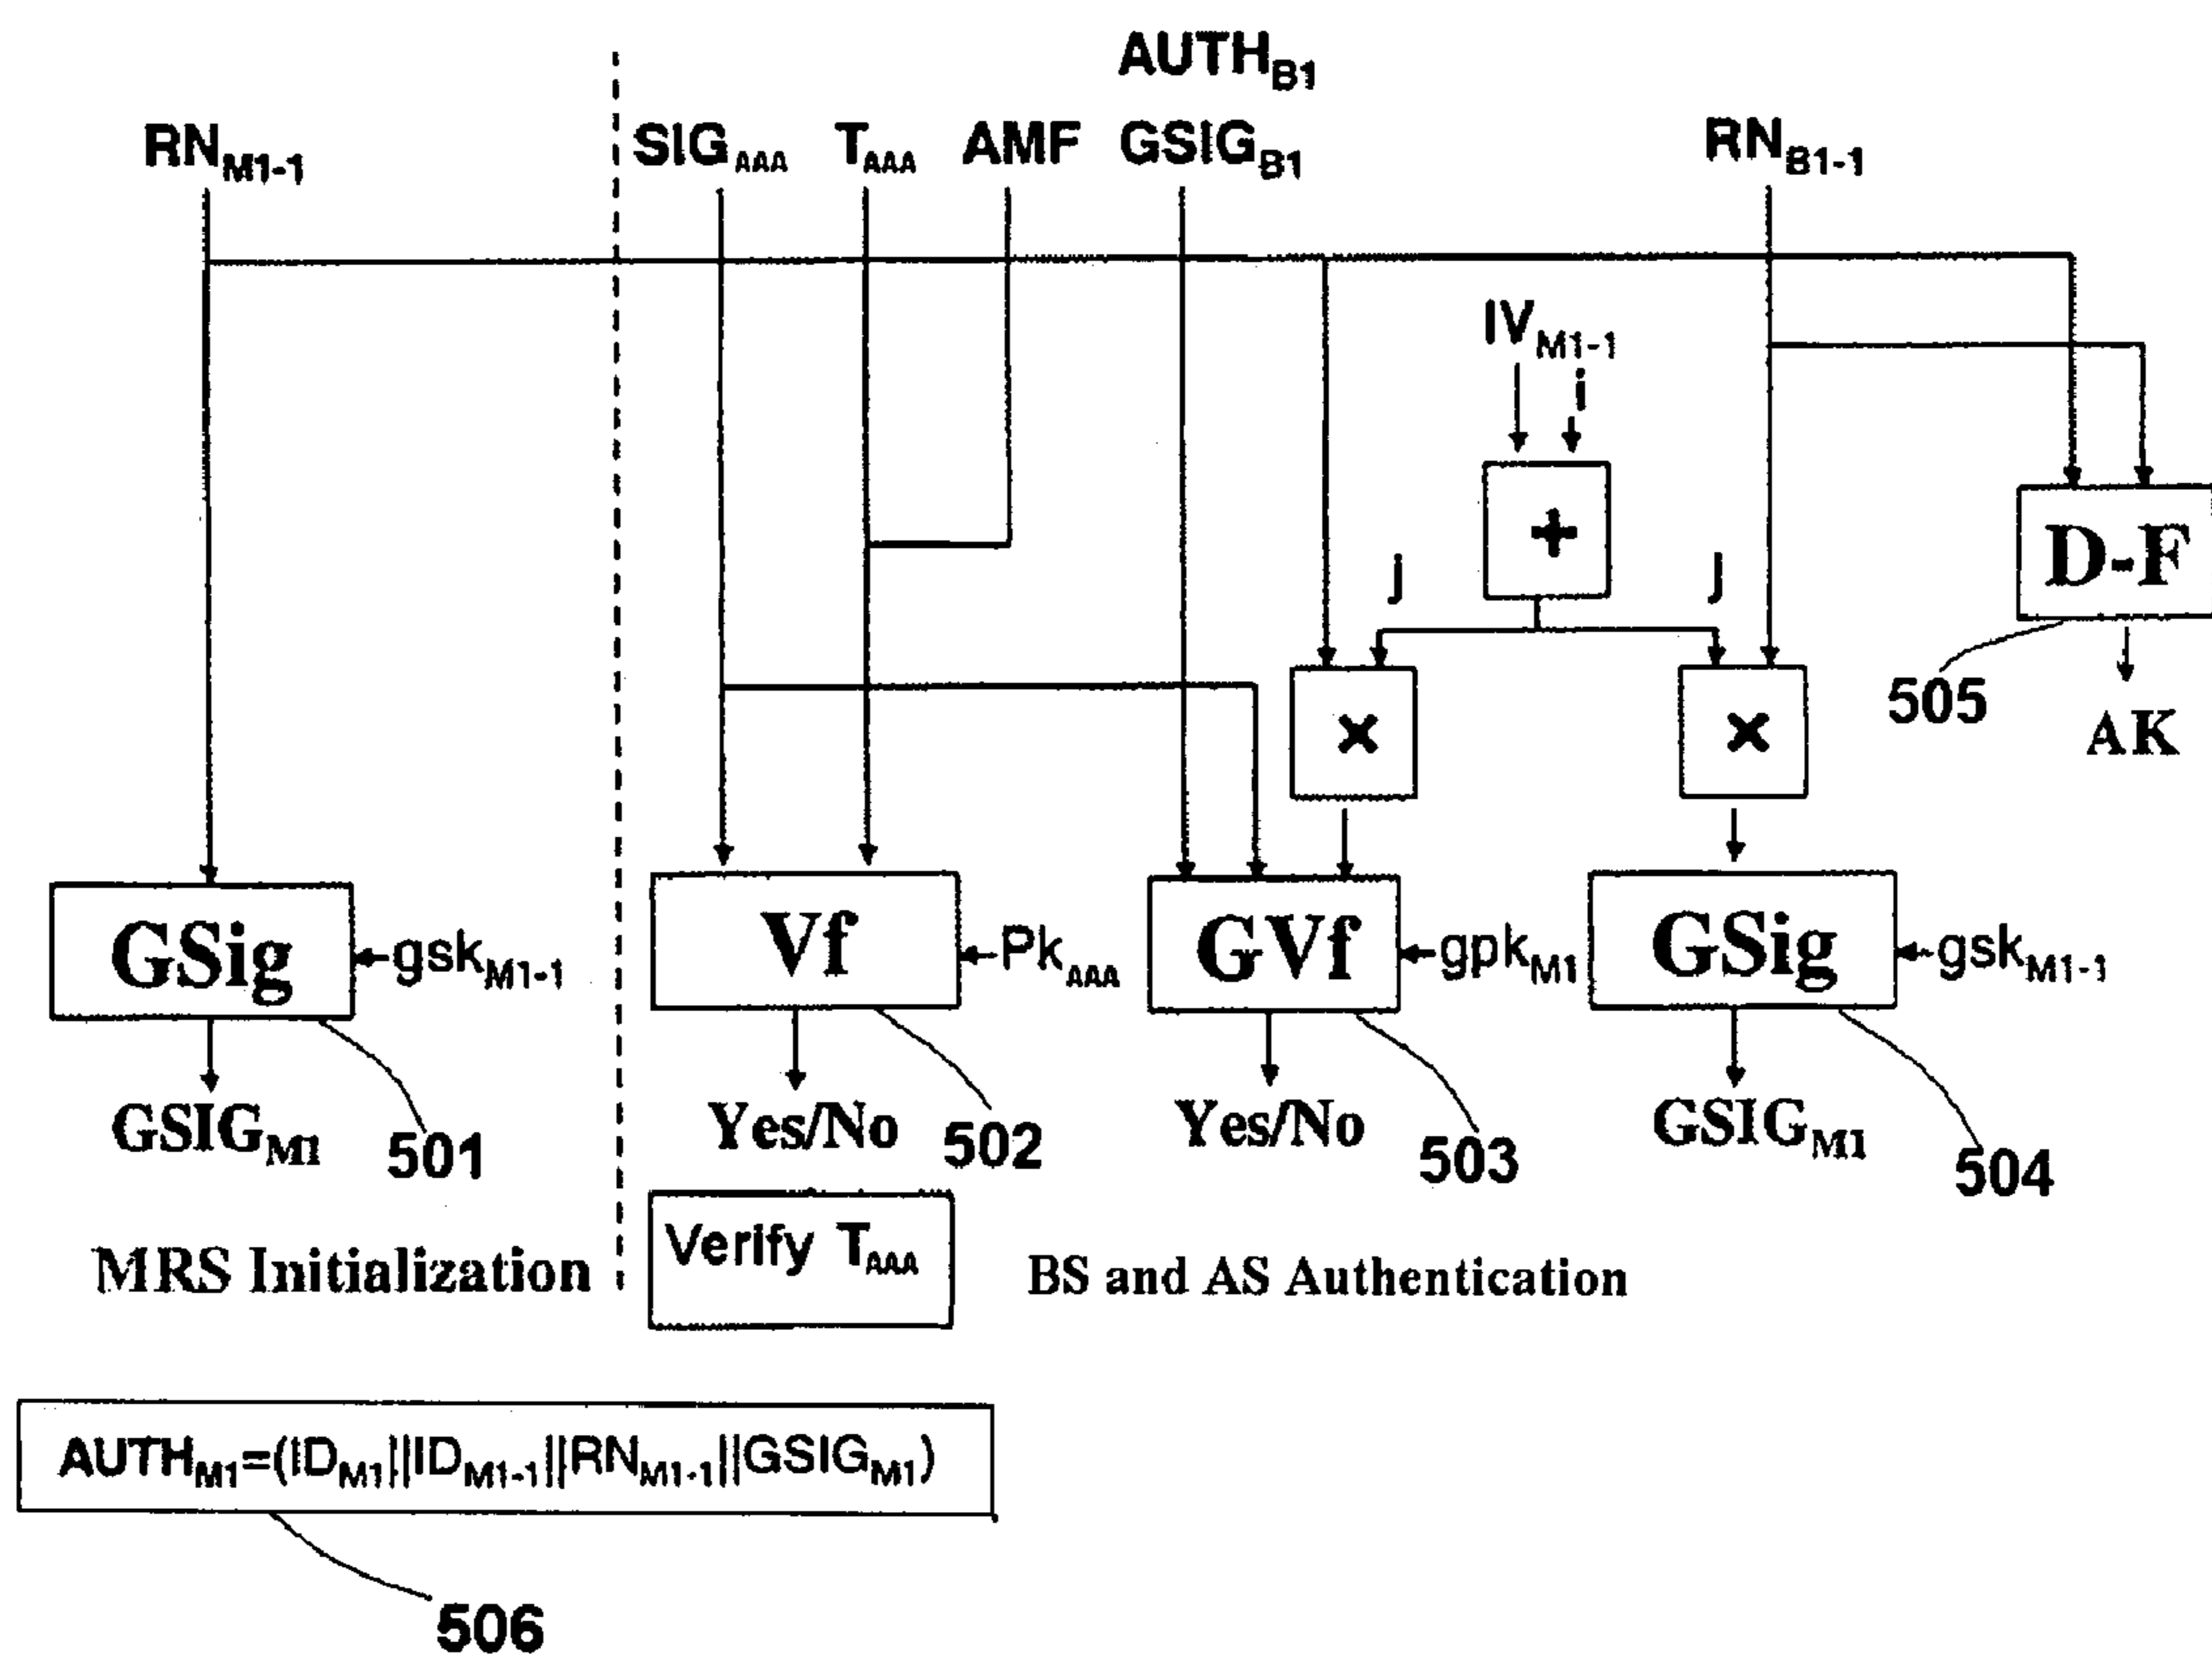 AUTH_B1
RN_M1-1 SIG_AAA T_AAA AMF GSIG_B1 RN_B1-1
IV_M1-1
i
+
D-F
j j
505
× ×
AK
GSig gsk_M1-1 Vf Pk_AAA GVf gpk_M1 GSig gsk_M1-1
GSIG_M1 501 Yes/No 502 Yes/No 503 GSIG_M1 504
MRS Initialization Verify T_AAA BS and AS Authentication
AUTH_M1=(ID_M1||ID_M1-1||RN_M1-1||GSIG_M1)
506